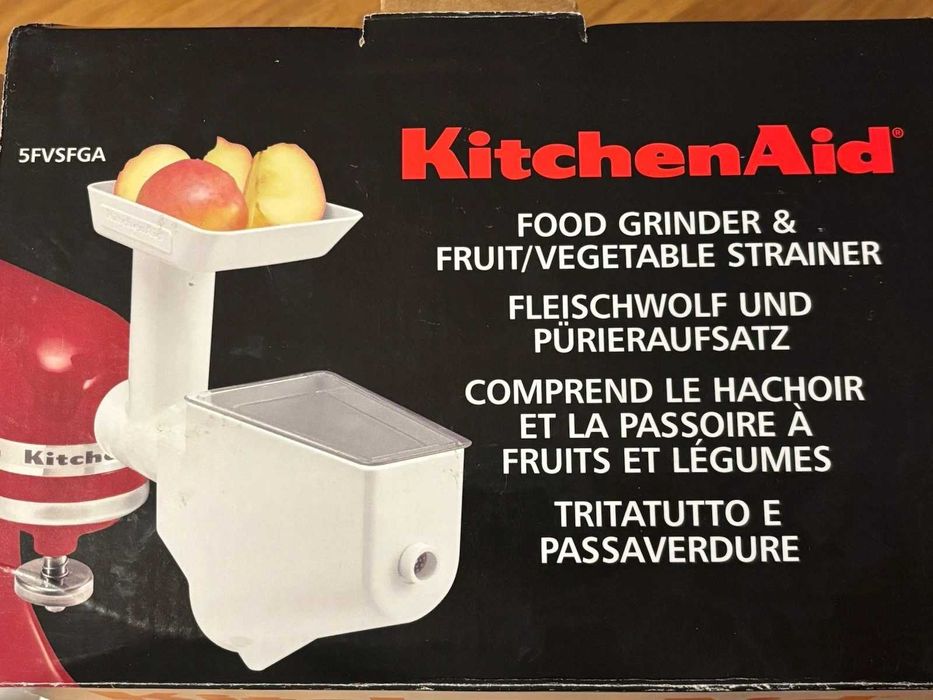 5FVSFGA
KitchenAid®
FOOD GRINDER &
FRUIT/VEGETABLE STRAINER
FLEISCHWOLF UND
PÜRIERAUFSATZ
COMPREND LE HACHOIR
ET LA PASSOIRE À
FRUITS ET LÉGUMES
TRITATUTTO E
PASSAVERDURE
Kitch